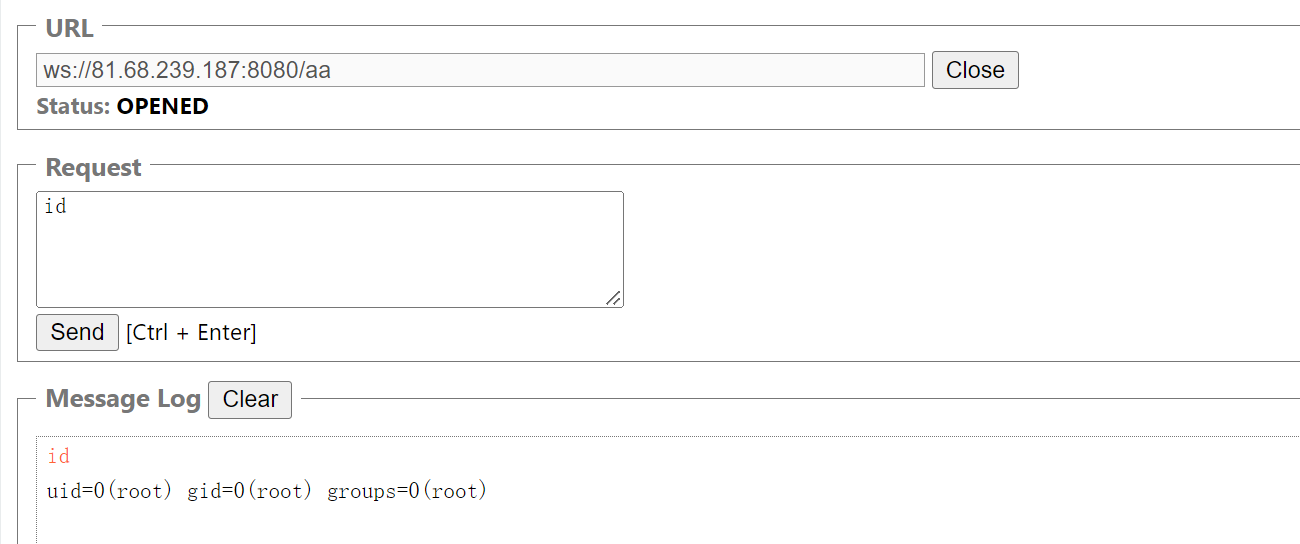 URL
ws://81.68.239.187:8080/aa Close
Status: OPENED
Request
id
Send [Ctrl + Enter]
Message Log Clear
id
uid=0(root) gid=0(root) groups=0(root)